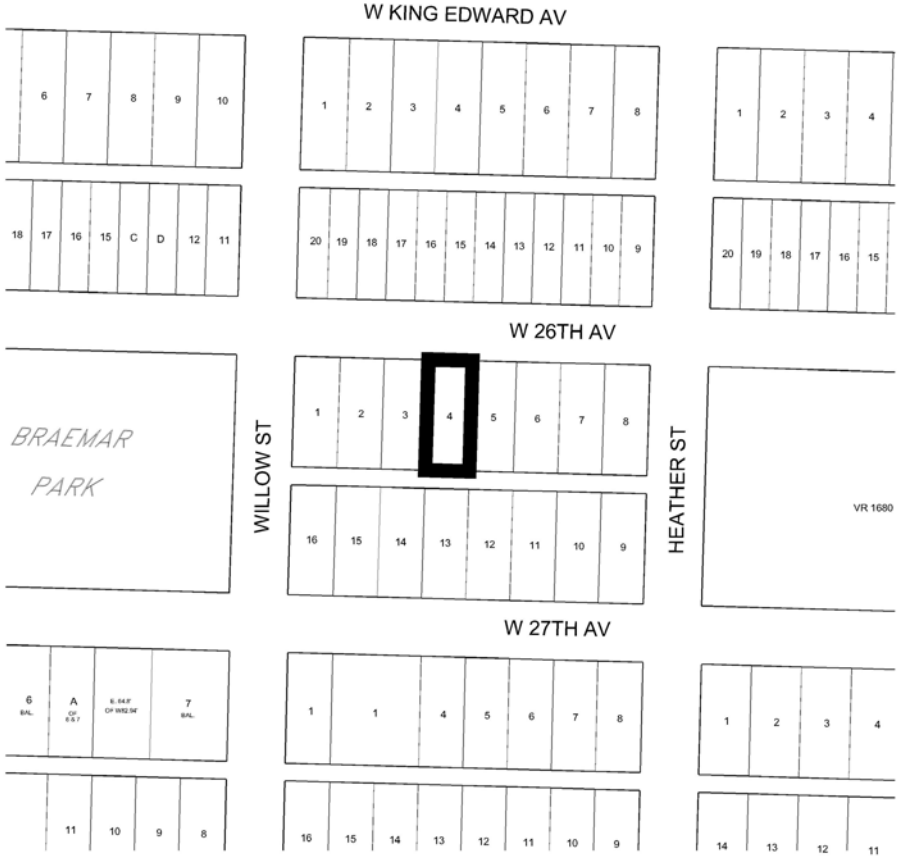 W KING EDWARD AV
6 7 8 9 10
1 2 3 4 5 6 7 8
1 2 3 4
18 17 16 15 C D 12 11
20 19 18 17 16 15 14 13 12 11 10 9
20 19 18 17 16 15
W 26TH AV
BRAEMAR
PARK
WILLOW ST
1 2 3 4 5 6 7 8
16 15 14 13 12 11 10 9
HEATHER ST
VR 1680
W 27TH AV
6
BAL.
A
OF
6 & 7
OF W82.94'
7
BAL.
1 1 4 5 6 7 8
1 2 3 4
11 10 9 8
16 15 14 13 12 11 10 9
14 13 12 11